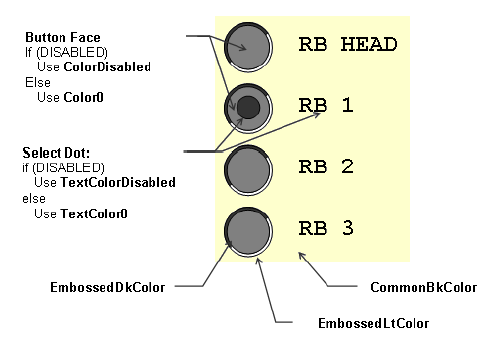 Button Face
If (DISABLED)
Use ColorDisabled
Else
Use Color0
Select Dot:
if (DISABLED)
Use TextColorDisabled
else
Use TextColor0
RB HEAD
RB 1
RB 2
RB 3
EmbossedDkColor
CommonBkColor
EmbossedLtColor